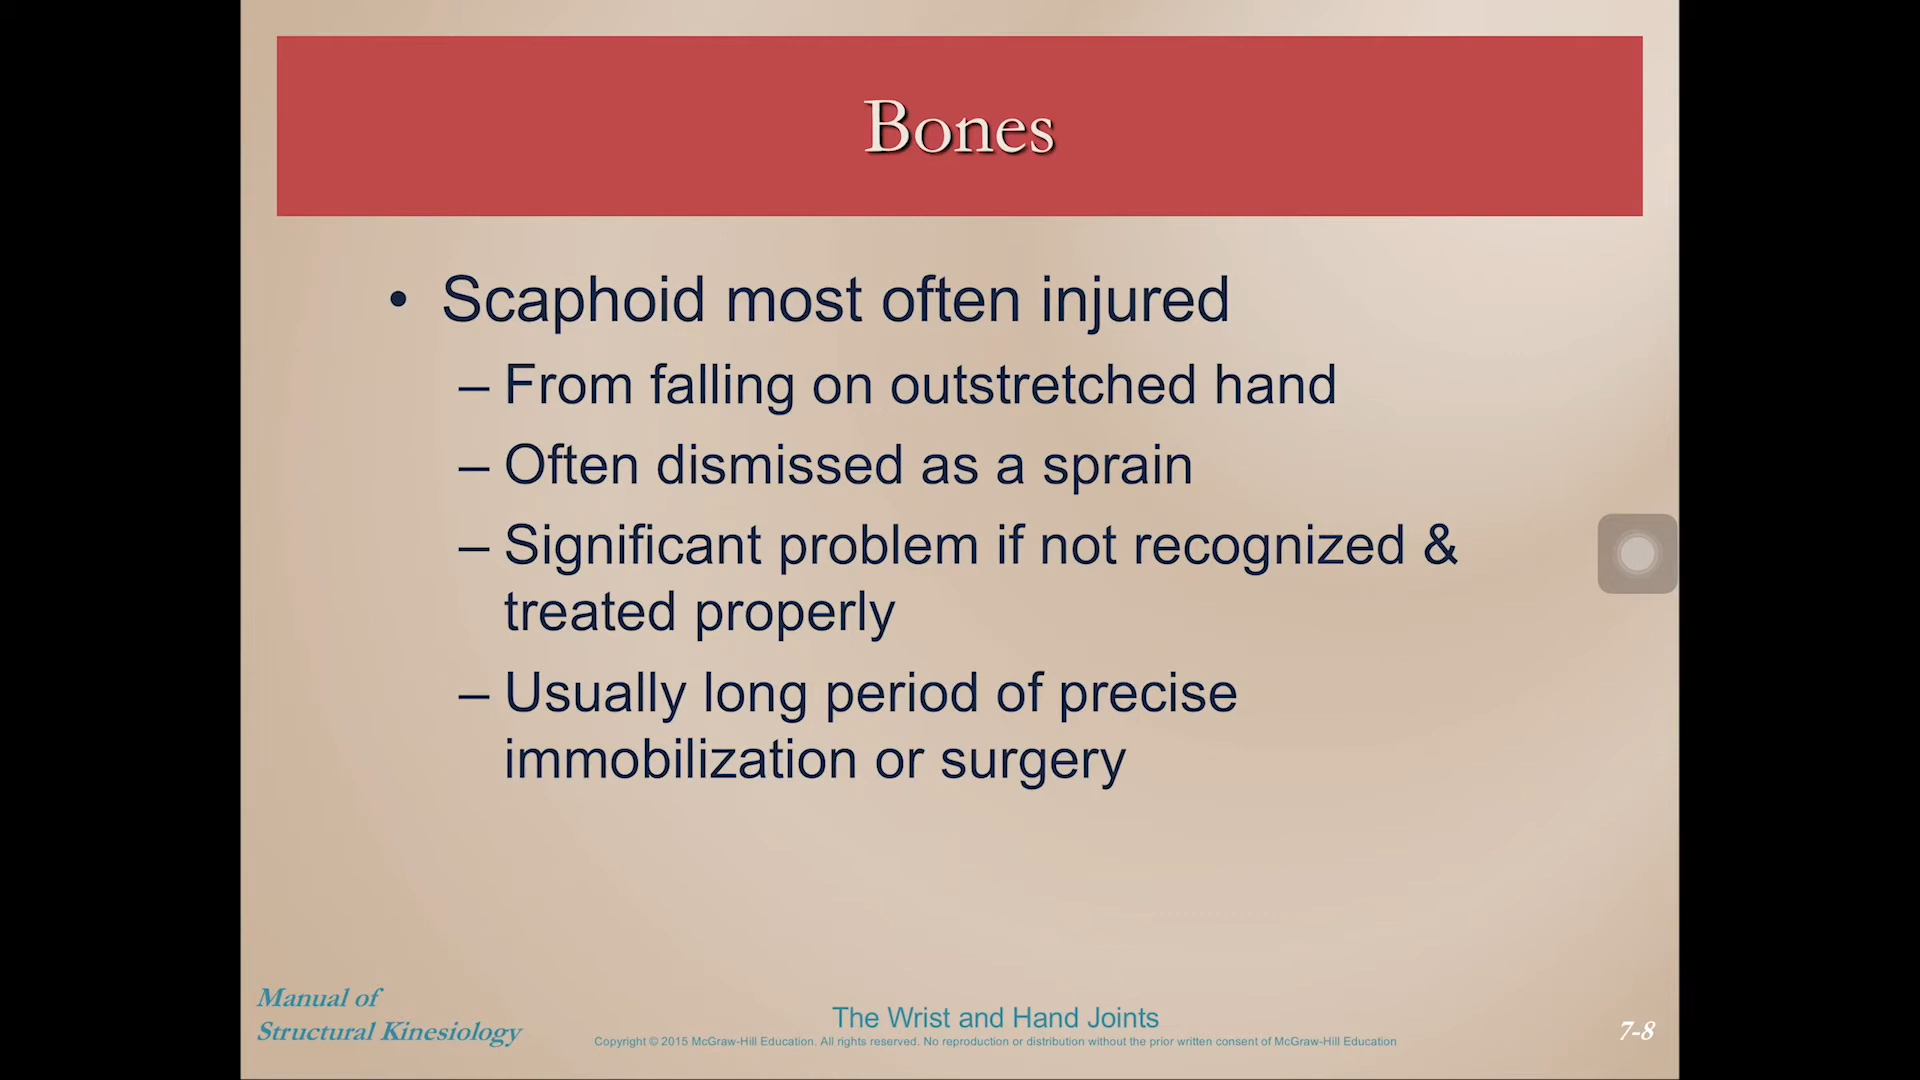 Bones
• Scaphoid most often injured
– From falling on outstretched hand
– Often dismissed as a sprain
– Significant problem if not recognized &
treated properly
– Usually long period of precise
immobilization or surgery
Manual of
Structural Kinesiology
The Wrist and Hand Joints
Copyright © 2015 McGraw-Hill Education. All rights reserved. No reproduction or distribution without the prior written consent of McGraw-Hill Education
7-8